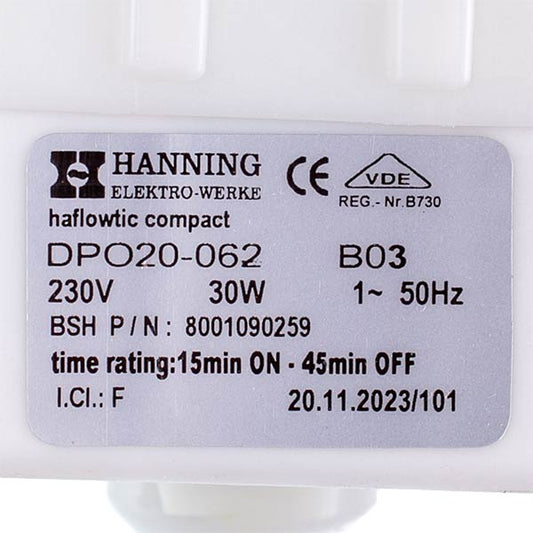 HANNING
ELEKTRO-WERKE
CE
VDE
REG.- Nr.B730
haflowtic compact
DPO20-062 B03
230V 30W 1~ 50Hz
BSH P/N: 8001090259
time rating:15min ON - 45min OFF
I.Cl.: F 20.11.2023/101